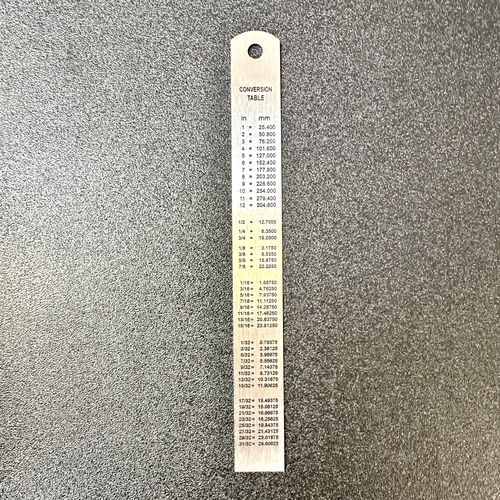 CONVERSION
TABLE
in mm
1 = 25.400
2 = 50.800
3 = 76.200
4 = 101.600
5 = 127.000
6 = 152.400
7 = 177.800
8 = 203.200
9 = 228.600
10 = 254.000
11 = 279.400
12 = 304.800
1/2 = 12.7000
1/4 = 6.3500
3/4 = 19.0500
1/8 = 3.1750
3/8 = 9.5250
5/8 = 15.8750
7/8 = 22.2250
1/16 = 1.58750
3/16 = 4.76250
5/16 = 7.93750
7/16 = 11.11250
9/16 = 14.28750
11/16 = 17.46250
13/16 = 20.63750
15/16 = 23.81250
1/32 = 0.79375
3/32 = 2.38125
5/32 = 3.96875
7/32 = 5.55625
9/32 = 7.14375
11/32 = 8.73125
13/32 = 10.31875
15/32 = 11.90625
17/32 = 13.49375
19/32 = 15.08125
21/32 = 16.66875
23/32 = 18.25625
25/32 = 19.84375
27/32 = 21.43125
29/32 = 23.01875
31/32 = 24.60625